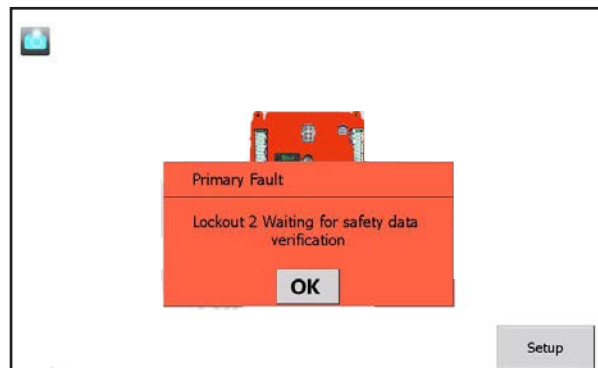 Primary Fault
Lockout 2 Waiting for safety data
verification
OK
Setup